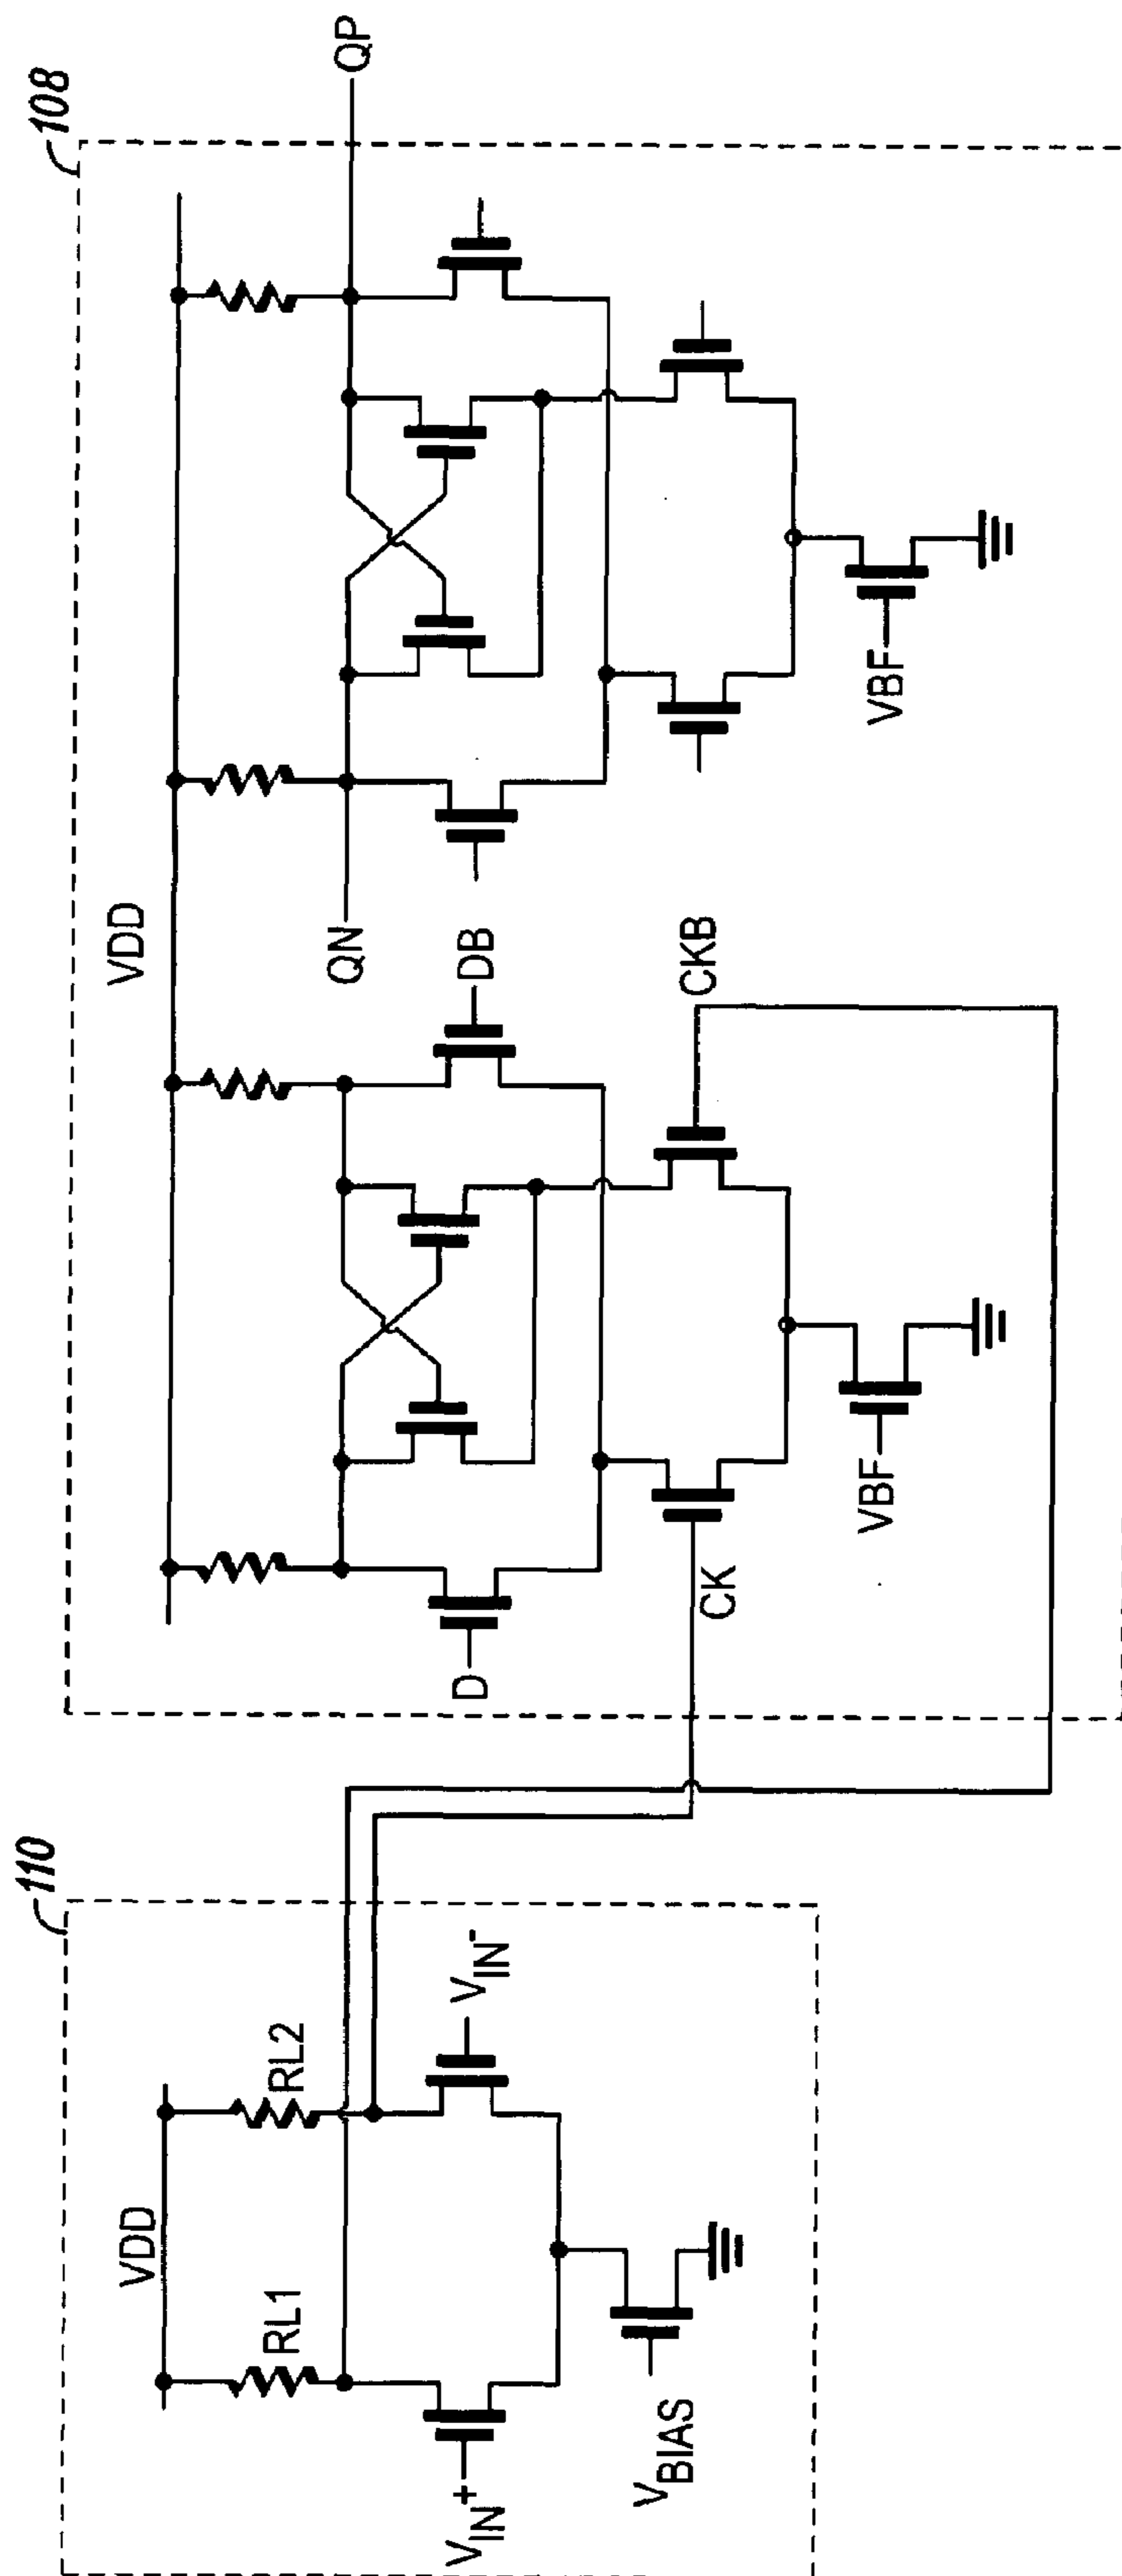 110
VDD
RL1
RL2
VIN+
VIN-
VBIAS
108
VDD
D
DB
CK
CKB
VBF
QN
QP
VBF